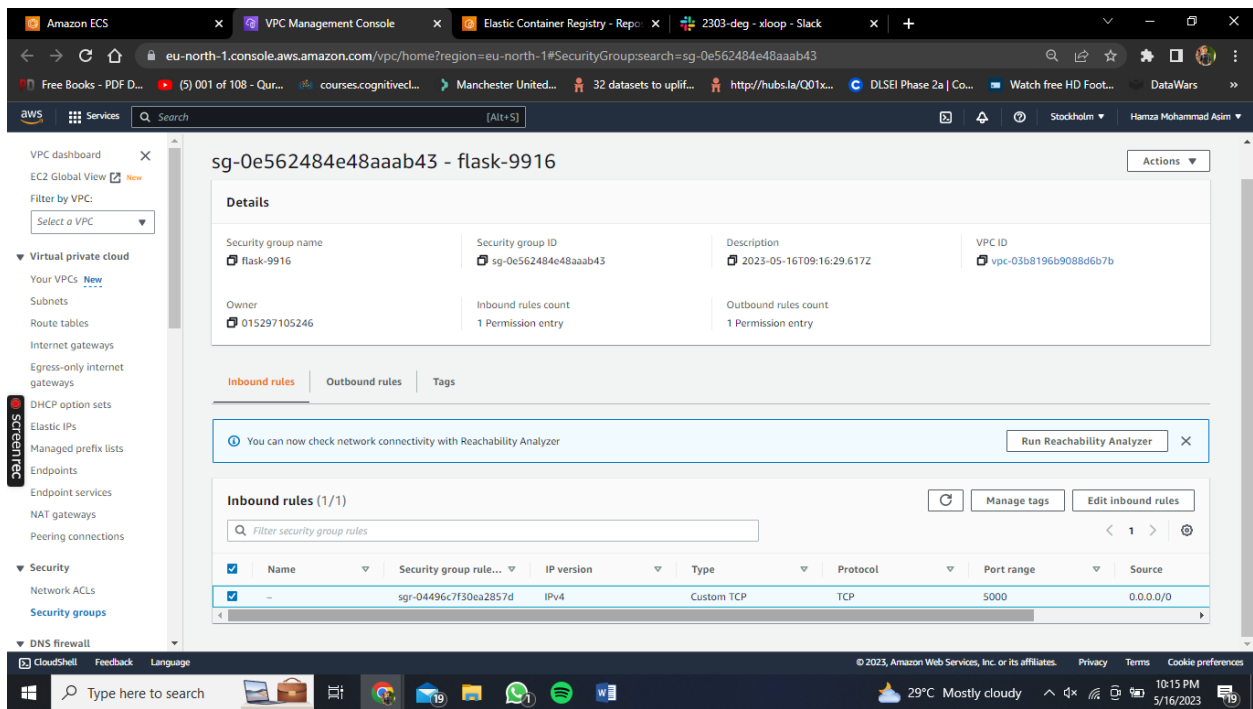 Amazon ECS
VPC Management Console
Elastic Container Registry - Repo
2303-deg - xloop - Slack
eu-north-1.console.aws.amazon.com/vpc/home?region=eu-north-1#SecurityGroup:search=sg-0e562484e48aaab43
Free Books - PDF D...
(5) 001 of 108 - Qur...
courses.cognitivecl...
Manchester United...
32 datasets to uplif...
http://hubs.la/Q01x...
DLSEI Phase 2a | Co...
Watch free HD Foot...
DataWars
»
aws
Services
Search
[Alt+S]
Stockholm
Hamza Mohammad Asim
VPC dashboard
EC2 Global View
New
Filter by VPC:
Select a VPC
Virtual private cloud
Your VPCs New
Subnets
Route tables
Internet gateways
Egress-only internet
gateways
DHCP option sets
Elastic IPs
Managed prefix lists
Endpoints
Endpoint services
NAT gateways
Peering connections
Security
Network ACLs
Security groups
DNS firewall
screenrec
sg-0e562484e48aaab43 - flask-9916
Actions
Details
Security group name
flask-9916
Security group ID
sg-0e562484e48aaab43
Description
2023-05-16T09:16:29.617Z
VPC ID
vpc-03b8196b9088d6b7b
Owner
015297105246
Inbound rules count
1 Permission entry
Outbound rules count
1 Permission entry
Inbound rules
Outbound rules
Tags
You can now check network connectivity with Reachability Analyzer
Run Reachability Analyzer
Inbound rules (1/1)
Manage tags
Edit inbound rules
Filter security group rules
1
Name
Security group rule...
IP version
Type
Protocol
Port range
Source
–
sgr-04496c7f30ea2857d
IPv4
Custom TCP
TCP
5000
0.0.0.0/0
CloudShell
Feedback
Language
© 2023, Amazon Web Services, Inc. or its affiliates.
Privacy
Terms
Cookie preferences
Type here to search
19
1
W
29°C Mostly cloudy
10:15 PM
5/16/2023
19